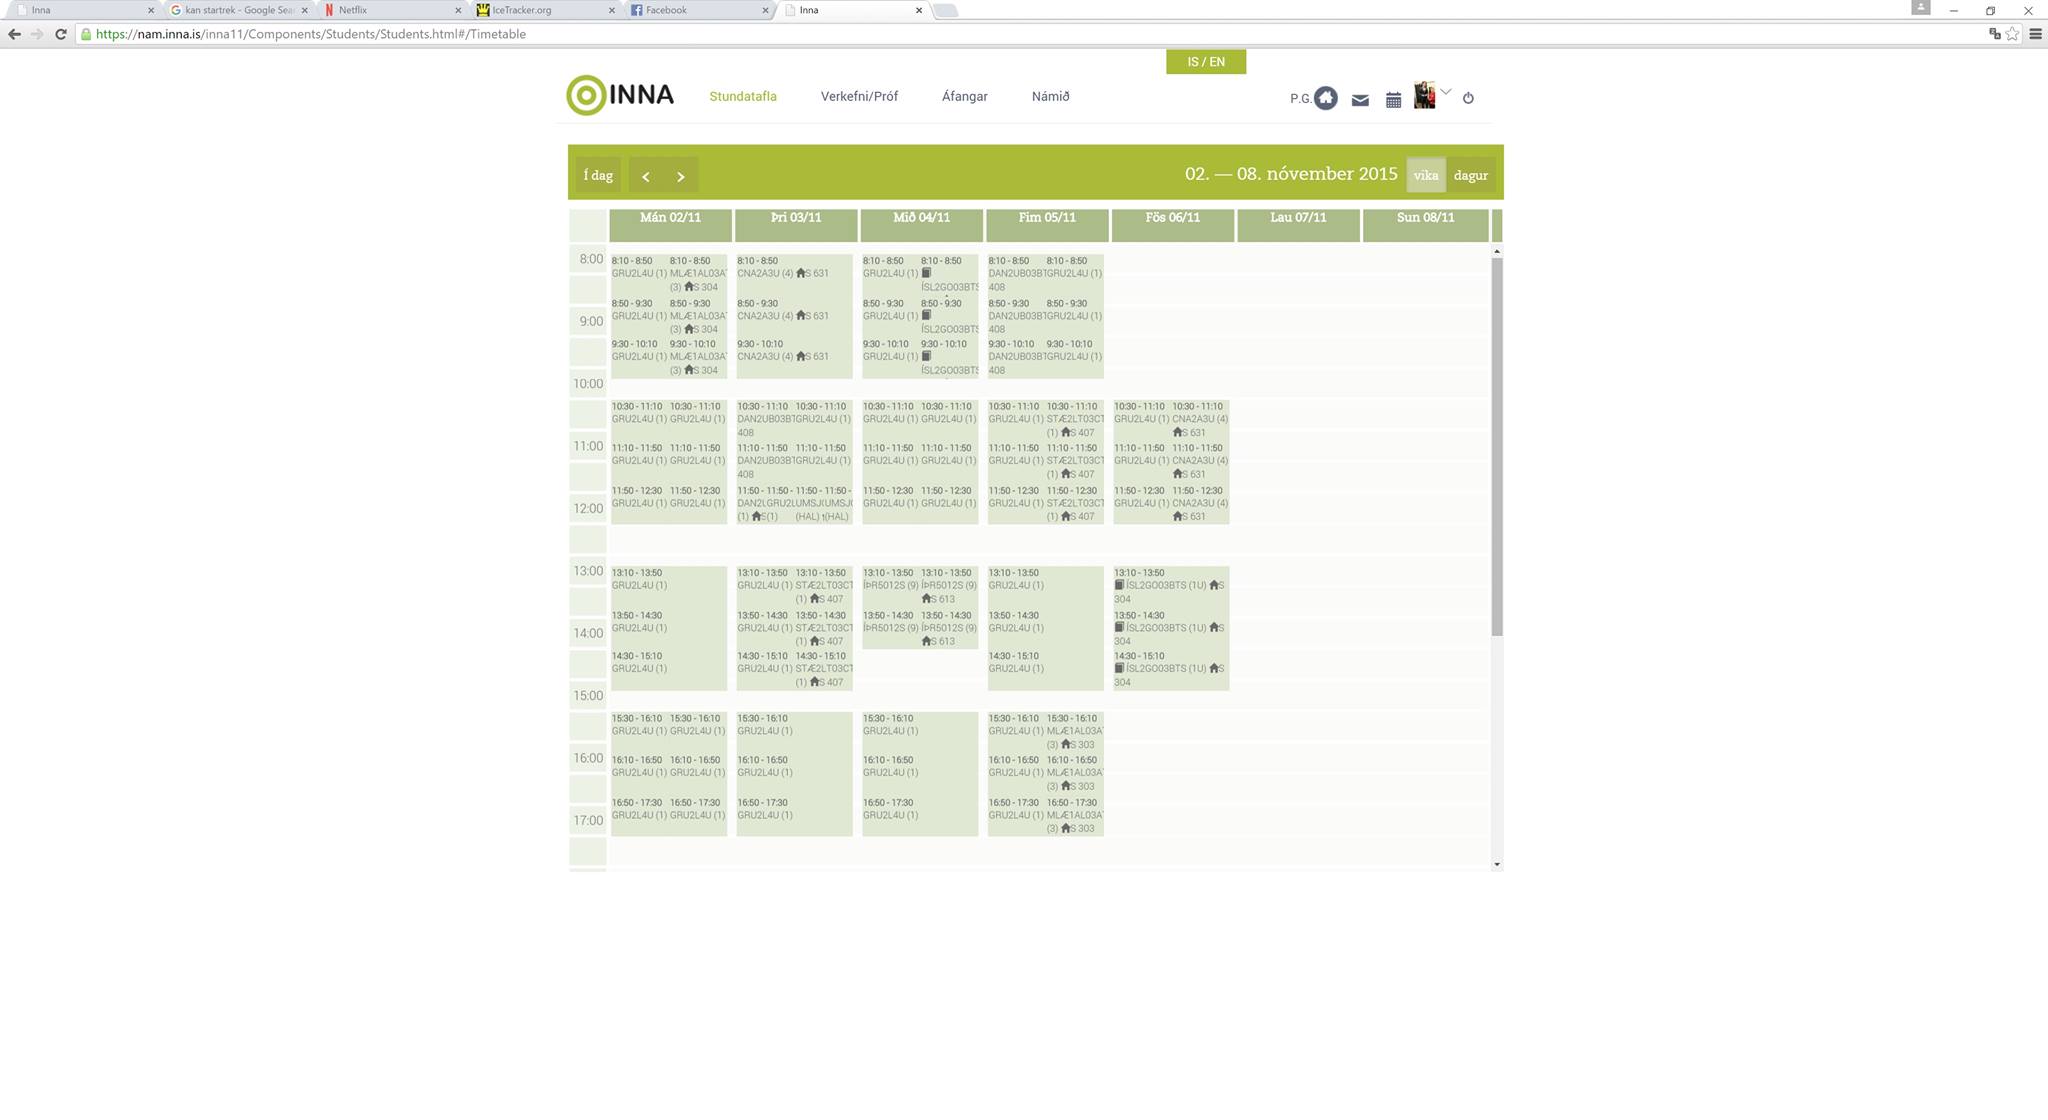 Inna
kan startrek - Google Sea
Netflix
IceTracker.org
Facebook
Inna
https://nam.inna.is/inna11/Components/Students/Students.html#/Timetable
IS / EN
INNA Stundatafla Verkefni/Próf Áfangar Námið P.G.
Í dag 02. — 08. nóvember 2015 vika dagur
Mán 02/11 Þri 03/11 Mið 04/11 Fim 05/11 Fös 06/11 Lau 07/11 Sun 08/11
8:00
8:10 - 8:50 8:10 - 8:50 8:10 - 8:50 8:10 - 8:50 8:10 - 8:50 8:10 - 8:50 8:10 - 8:50
GRU2L4U (1) MLÆ1AL03A CNA2A3U (4) S 631 GRU2L4U (1) DAN2UB03B GRU2L4U (1)
(3) S 304 ÍSL2GO03BTS 408
8:50 - 9:30 8:50 - 9:30 8:50 - 9:30 8:50 - 9:30 8:50 - 9:30 8:50 - 9:30 8:50 - 9:30
9:00
GRU2L4U (1) MLÆ1AL03A CNA2A3U (4) S 631 GRU2L4U (1) DAN2UB03B GRU2L4U (1)
(3) S 304 ÍSL2GO03BTS 408
9:30 - 10:10 9:30 - 10:10 9:30 - 10:10 9:30 - 10:10 9:30 - 10:10 9:30 - 10:10 9:30 - 10:10
GRU2L4U (1) MLÆ1AL03A CNA2A3U (4) S 631 GRU2L4U (1) DAN2UB03B GRU2L4U (1)
(3) S 304 ÍSL2GO03BTS 408
10:00
10:30 - 11:10 10:30 - 11:10 10:30 - 11:10 10:30 - 11:10 10:30 - 11:10 10:30 - 11:10 10:30 - 11:10 10:30 - 11:10 10:30 - 11:10 10:30 - 11:10
GRU2L4U (1) GRU2L4U (1) DAN2UB03B GRU2L4U (1) GRU2L4U (1) GRU2L4U (1) GRU2L4U (1) STÆ2LT03CT GRU2L4U (1) CNA2A3U (4)
408 (1) S 407 S 631
11:00
11:10 - 11:50 11:10 - 11:50 11:10 - 11:50 11:10 - 11:50 11:10 - 11:50 11:10 - 11:50 11:10 - 11:50 11:10 - 11:50 11:10 - 11:50 11:10 - 11:50
GRU2L4U (1) GRU2L4U (1) DAN2UB03B GRU2L4U (1) GRU2L4U (1) GRU2L4U (1) GRU2L4U (1) STÆ2LT03CT GRU2L4U (1) CNA2A3U (4)
408 (1) S 407 S 631
11:50 - 12:30 11:50 - 12:30 11:50 - 11:50 - 11:50 - 11:50 - 11:50 - 12:30 11:50 - 12:30 11:50 - 12:30 11:50 - 12:30 11:50 - 12:30 11:50 - 12:30
GRU2L4U (1) GRU2L4U (1) DAN2 GRU2L UMSJ UMSJ GRU2L4U (1) GRU2L4U (1) GRU2L4U (1) STÆ2LT03CT GRU2L4U (1) CNA2A3U (4)
12:00
(1) S (1) (HAL) (HAL) (1) S 407 S 631
13:00
13:10 - 13:50 13:10 - 13:50 13:10 - 13:50 13:10 - 13:50 13:10 - 13:50 13:10 - 13:50 13:10 - 13:50
GRU2L4U (1) GRU2L4U (1) STÆ2LT03CT ÍÞR5012S (9) ÍÞR5012S (9) GRU2L4U (1) ÍSL2GO03BTS (1U) S
(1) S 407 S 613 304
13:50 - 14:30 13:50 - 14:30 13:50 - 14:30 13:50 - 14:30 13:50 - 14:30 13:50 - 14:30 13:50 - 14:30
GRU2L4U (1) GRU2L4U (1) STÆ2LT03CT ÍÞR5012S (9) ÍÞR5012S (9) GRU2L4U (1) ÍSL2GO03BTS (1U) S
14:00
(1) S 407 S 613 304
14:30 - 15:10 14:30 - 15:10 14:30 - 15:10 14:30 - 15:10 14:30 - 15:10
GRU2L4U (1) GRU2L4U (1) STÆ2LT03CT GRU2L4U (1) ÍSL2GO03BTS (1U) S
(1) S 407 304
15:00
15:30 - 16:10 15:30 - 16:10 15:30 - 16:10 15:30 - 16:10 15:30 - 16:10 15:30 - 16:10
GRU2L4U (1) GRU2L4U (1) GRU2L4U (1) GRU2L4U (1) GRU2L4U (1) MLÆ1AL03A
(3) S 303
16:00
16:10 - 16:50 16:10 - 16:50 16:10 - 16:50 16:10 - 16:50 16:10 - 16:50 16:10 - 16:50
GRU2L4U (1) GRU2L4U (1) GRU2L4U (1) GRU2L4U (1) GRU2L4U (1) MLÆ1AL03A
(3) S 303
16:50 - 17:30 16:50 - 17:30 16:50 - 17:30 16:50 - 17:30 16:50 - 17:30 16:50 - 17:30
GRU2L4U (1) GRU2L4U (1) GRU2L4U (1) GRU2L4U (1) GRU2L4U (1) MLÆ1AL03A
17:00
(3) S 303